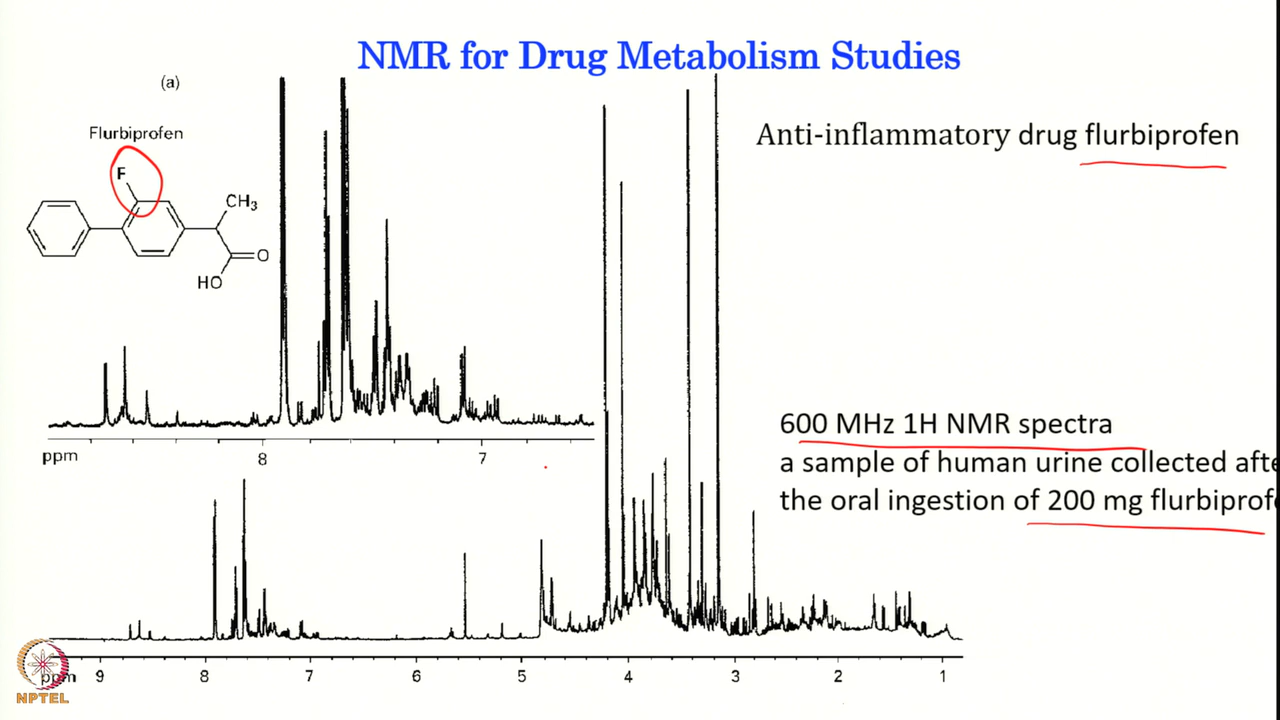 NMR for Drug Metabolism Studies
(a)
Flurbiprofen
F
CH₃
O
HO
Anti-inflammatory drug flurbiprofen
600 MHz 1H NMR spectra
a sample of human urine collected afte
the oral ingestion of 200 mg flurbiprof
ppm 8 7
ppm 9 8 7 6 5 4 3 2 1
NPTEL